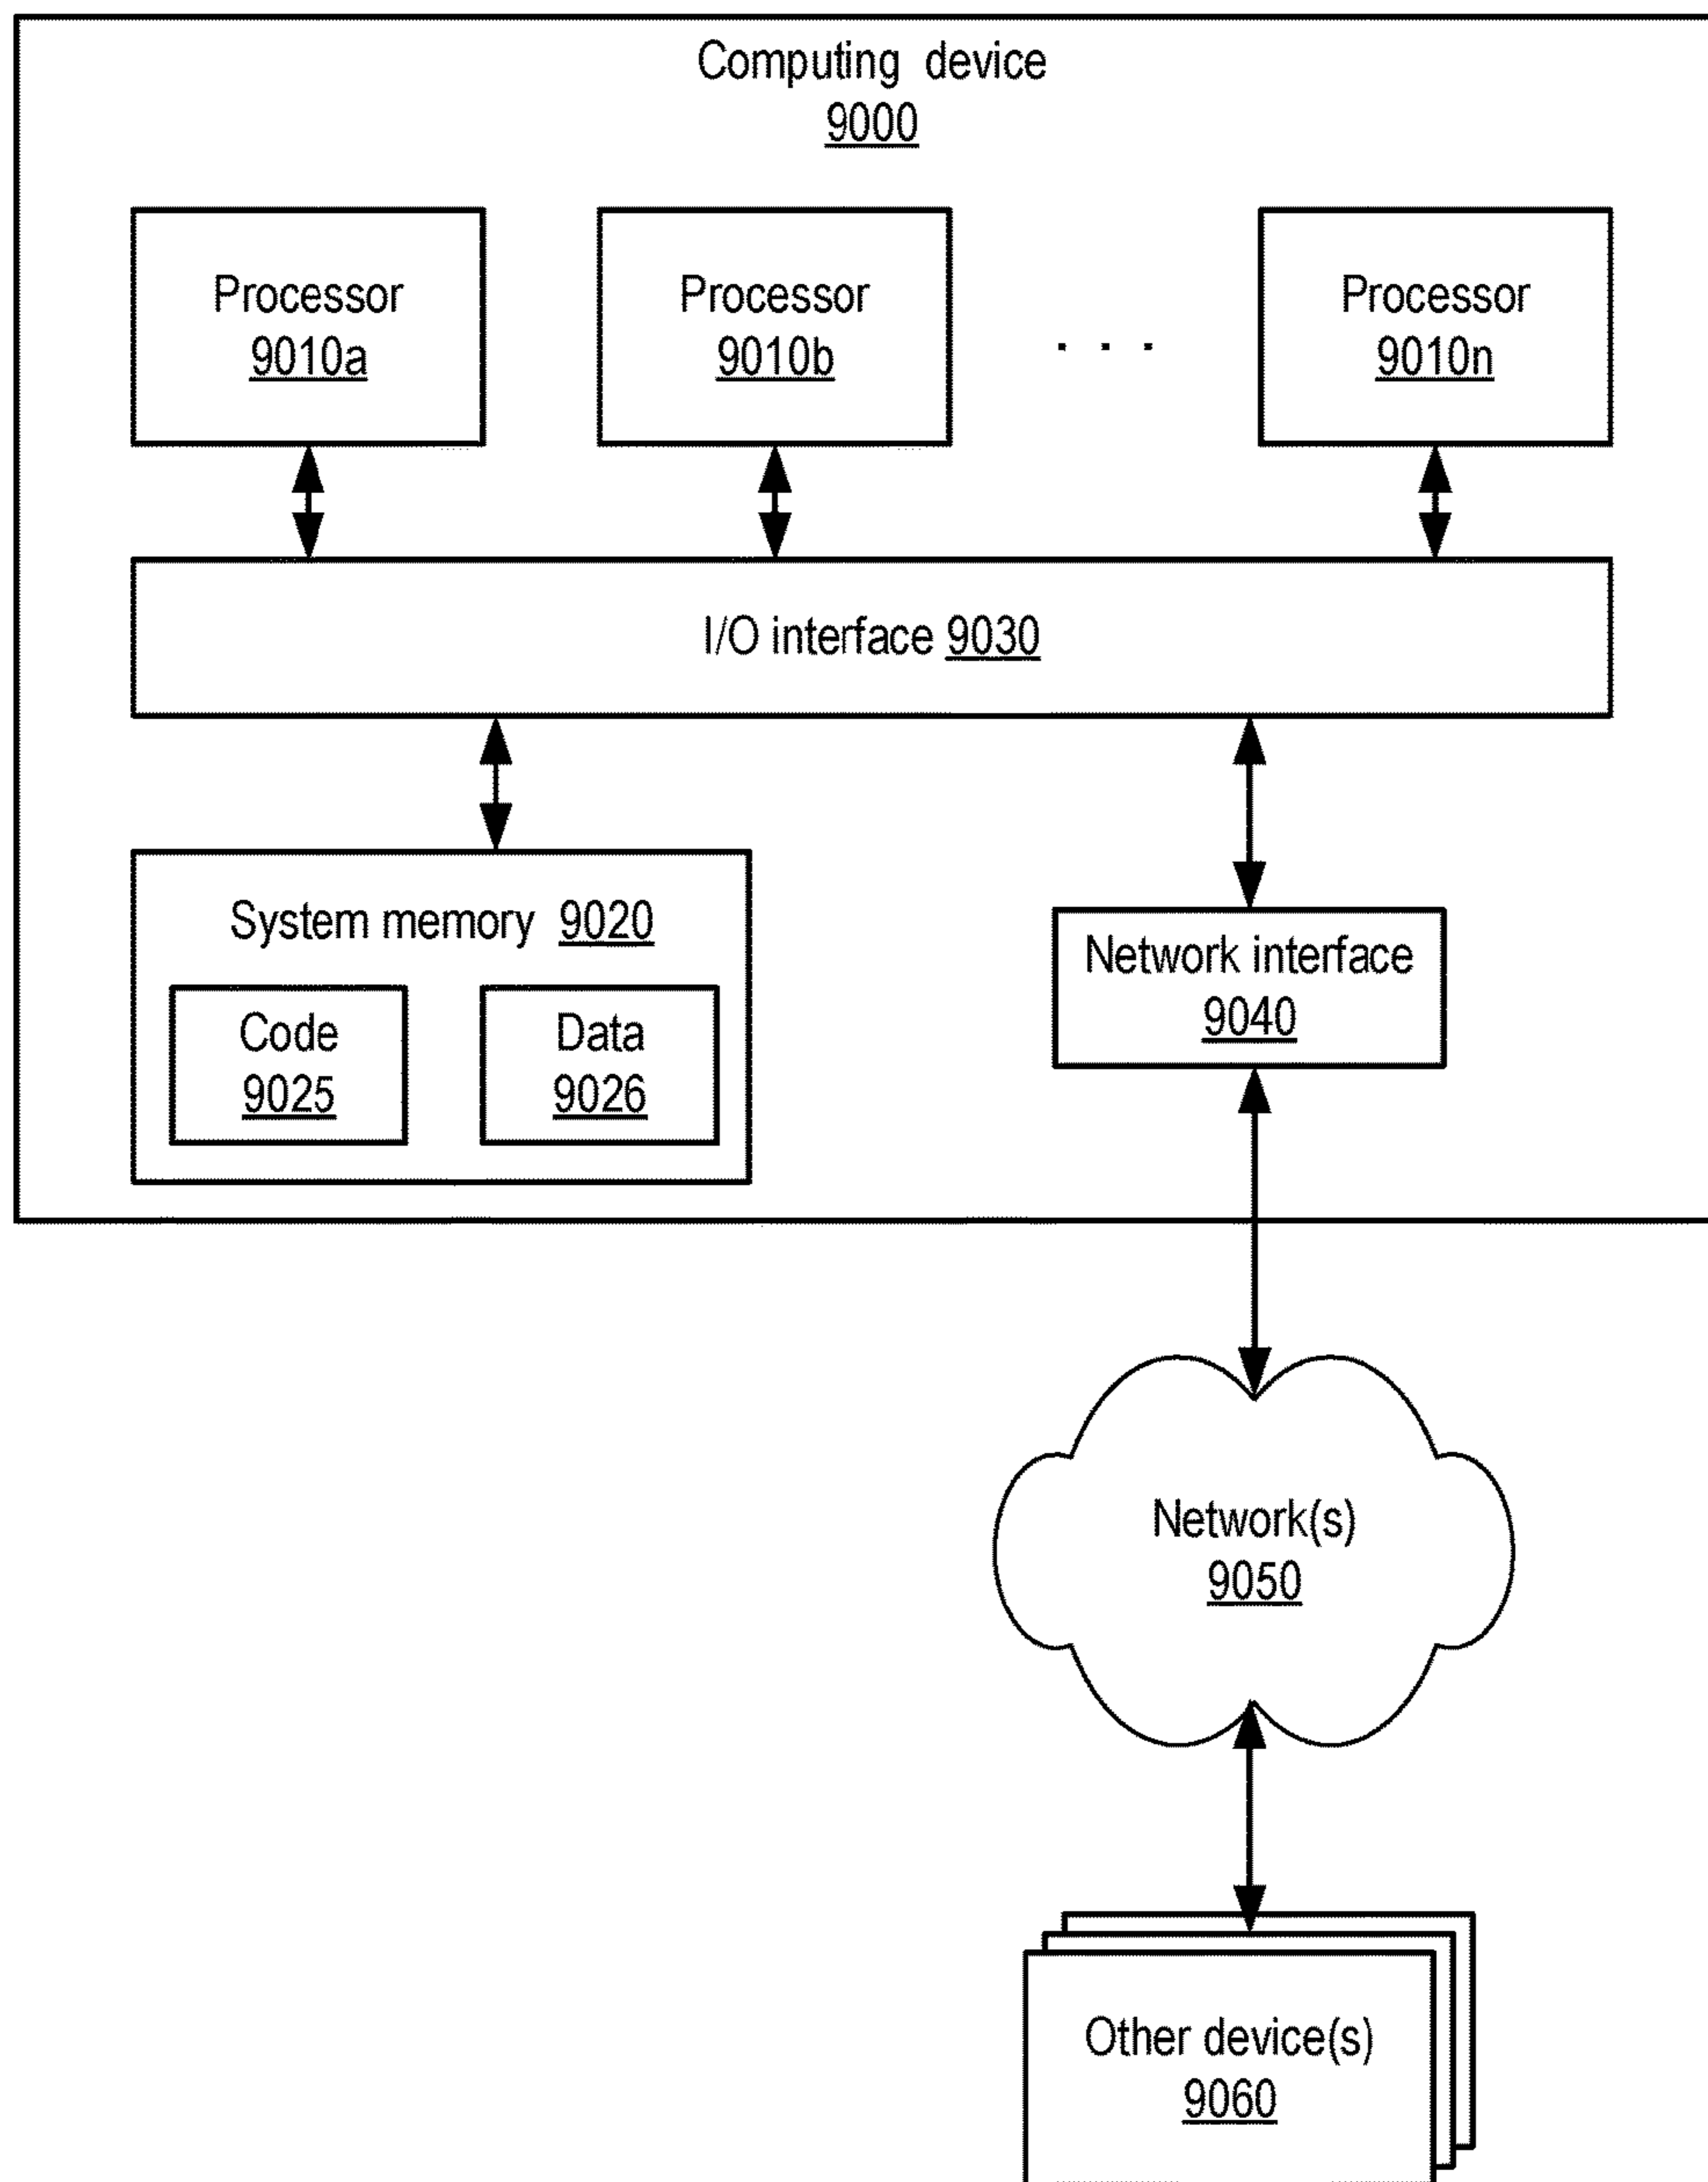 Computing device
9000
Processor
9010a
Processor
9010b
. . .
Processor
9010n
I/O interface 9030
System memory 9020
Code
9025
Data
9026
Network interface
9040
Network(s)
9050
Other device(s)
9060